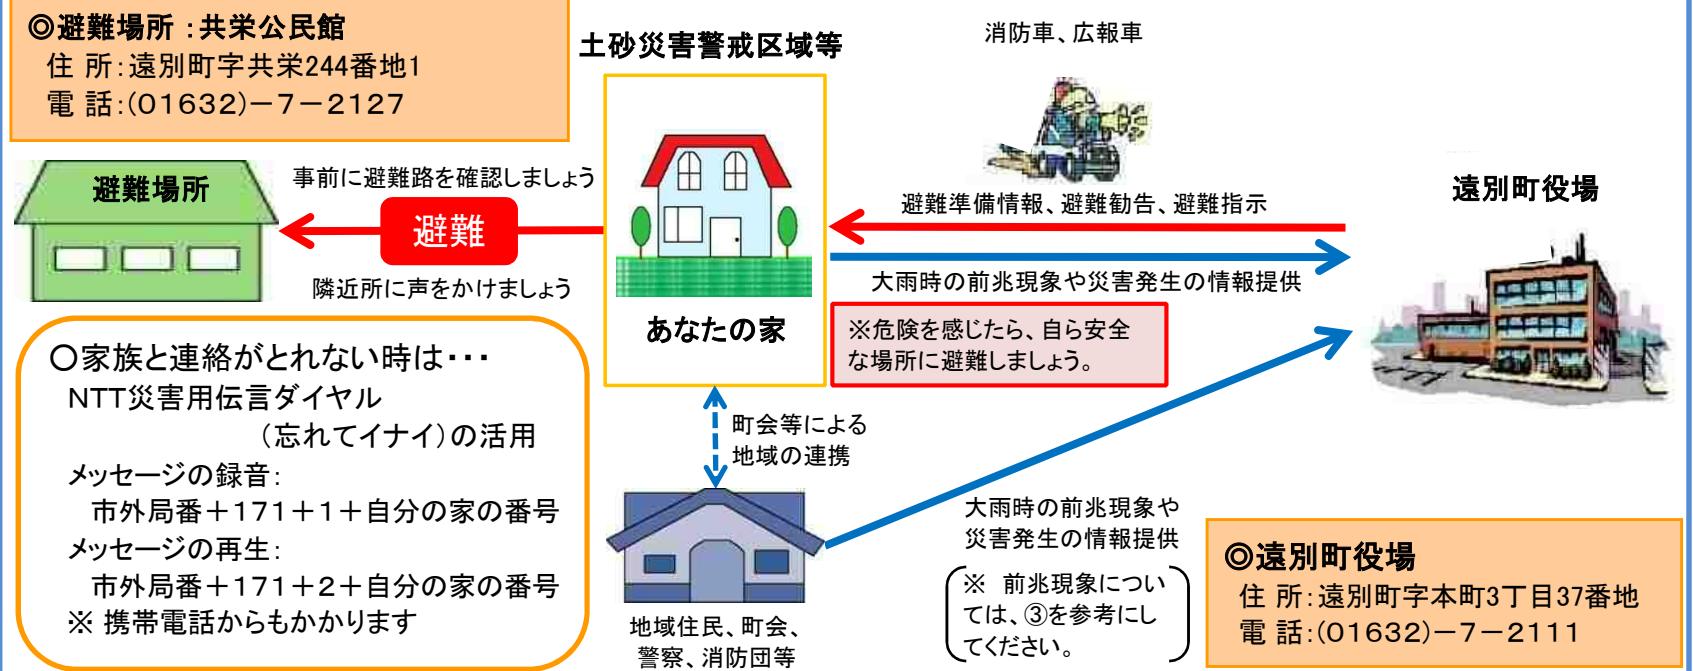 ◎避難場所：共栄公民館
住 所：遠別町字共栄244番地1
電 話：(01632)－7－2127
土砂災害警戒区域等
消防車、広報車
避難場所
事前に避難路を確認しましょう
避難
隣近所に声をかけましょう
あなたの家
避難準備情報、避難勧告、避難指示
大雨時の前兆現象や災害発生の情報提供
遠別町役場
※危険を感じたら、自ら安全
な場所に避難しましょう。
〇家族と連絡がとれない時は・・・
NTT災害用伝言ダイヤル
（忘れてイナイ）の活用
メッセージの録音：
市外局番＋171＋1＋自分の家の番号
メッセージの再生：
市外局番＋171＋2＋自分の家の番号
※ 携帯電話からもかかります
町会等による
地域の連携
地域住民、町会、
警察、消防団等
大雨時の前兆現象や
災害発生の情報提供
※ 前兆現象につい
ては、③を参考にし
てください。
◎遠別町役場
住 所：遠別町字本町3丁目37番地
電 話：(01632)－7－2111